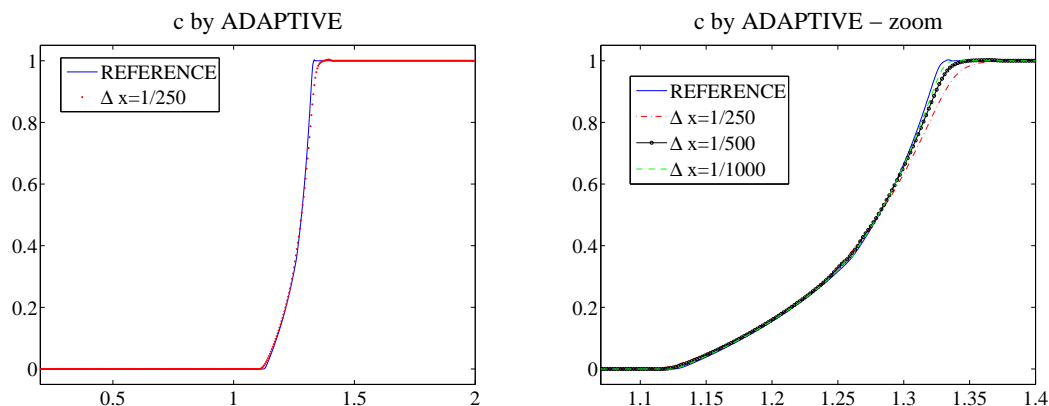 c by ADAPTIVE
REFERENCE
Δ x=1/250
1
0.8
0.6
0.4
0.2
0
0.5
1
1.5
2
c by ADAPTIVE – zoom
REFERENCE
Δ x=1/250
Δ x=1/500
Δ x=1/1000
1
0.8
0.6
0.4
0.2
0
1.1
1.15
1.2
1.25
1.3
1.35
1.4